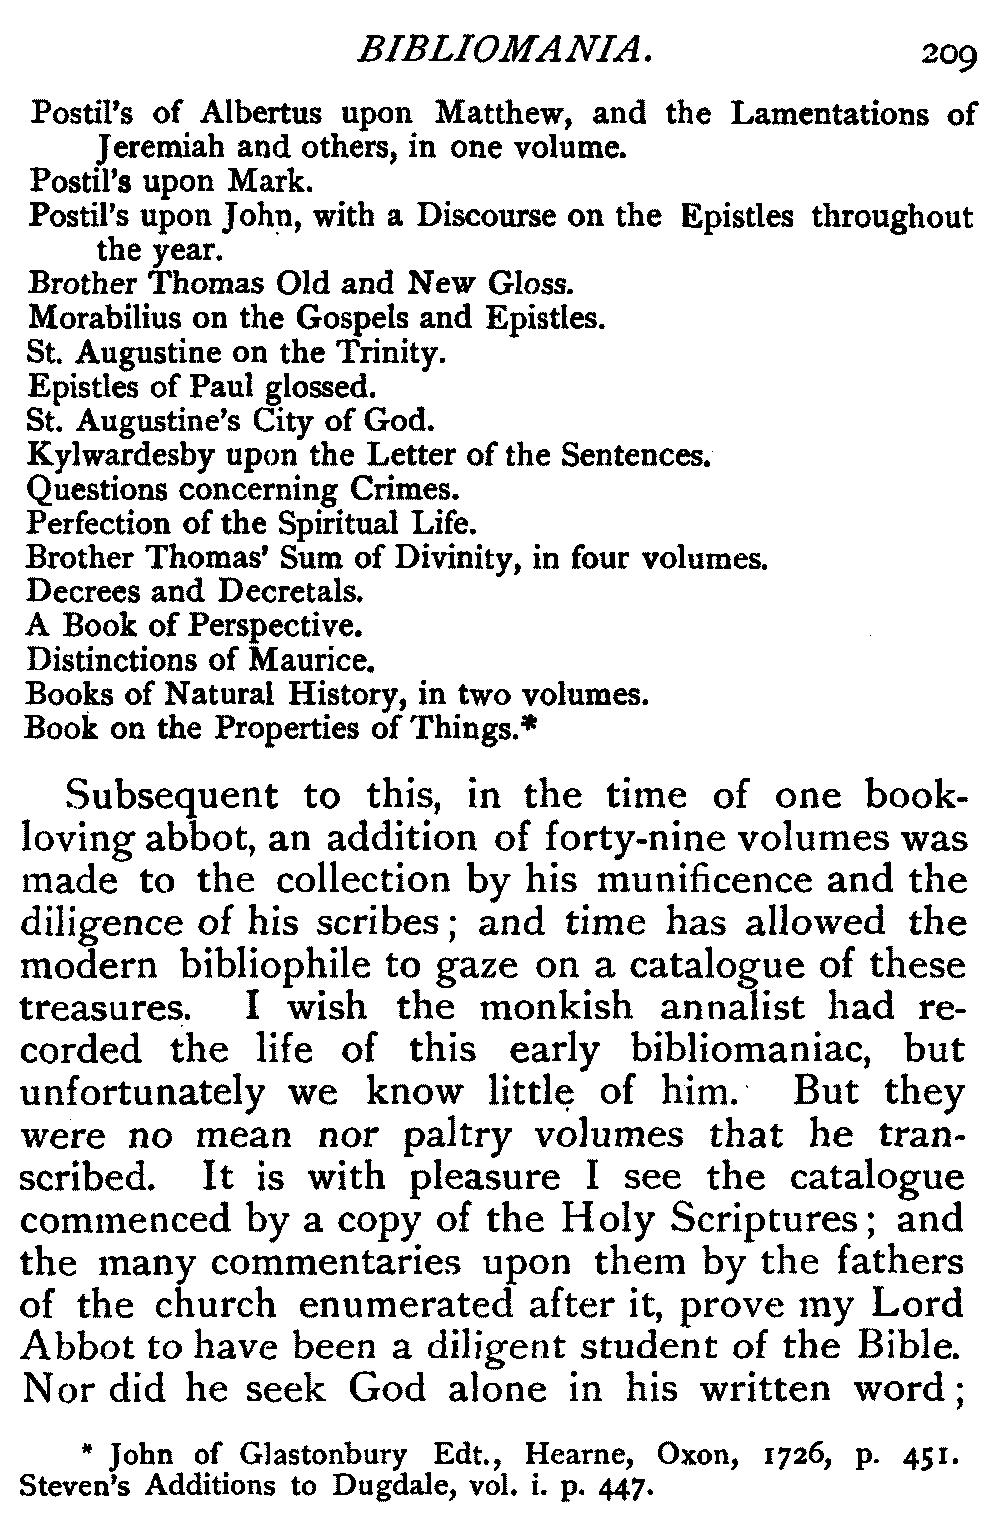 BIBLIOMANIA. 209
Postil's of Albertus upon Matthew, and the Lamentations of
Jeremiah and others, in one volume.
Postil's upon Mark.
Postil's upon John, with a Discourse on the Epistles throughout
the year.
Brother Thomas Old and New Gloss.
Morabilius on the Gospels and Epistles.
St. Augustine on the Trinity.
Epistles of Paul glossed.
St. Augustine's City of God.
Kylwardesby upon the Letter of the Sentences.
Questions concerning Crimes.
Perfection of the Spiritual Life.
Brother Thomas' Sum of Divinity, in four volumes.
Decrees and Decretals.
A Book of Perspective.
Distinctions of Maurice.
Books of Natural History, in two volumes.
Book on the Properties of Things.*
Subsequent to this, in the time of one book-
loving abbot, an addition of forty-nine volumes was
made to the collection by his munificence and the
diligence of his scribes; and time has allowed the
modern bibliophile to gaze on a catalogue of these
treasures. I wish the monkish annalist had re-
corded the life of this early bibliomaniac, but
unfortunately we know little of him. But they
were no mean nor paltry volumes that he tran-
scribed. It is with pleasure I see the catalogue
commenced by a copy of the Holy Scriptures; and
the many commentaries upon them by the fathers
of the church enumerated after it, prove my Lord
Abbot to have been a diligent student of the Bible.
Nor did he seek God alone in his written word;
* John of Glastonbury Edt., Hearne, Oxon, 1726, p. 451.
Steven's Additions to Dugdale, vol. i. p. 447.